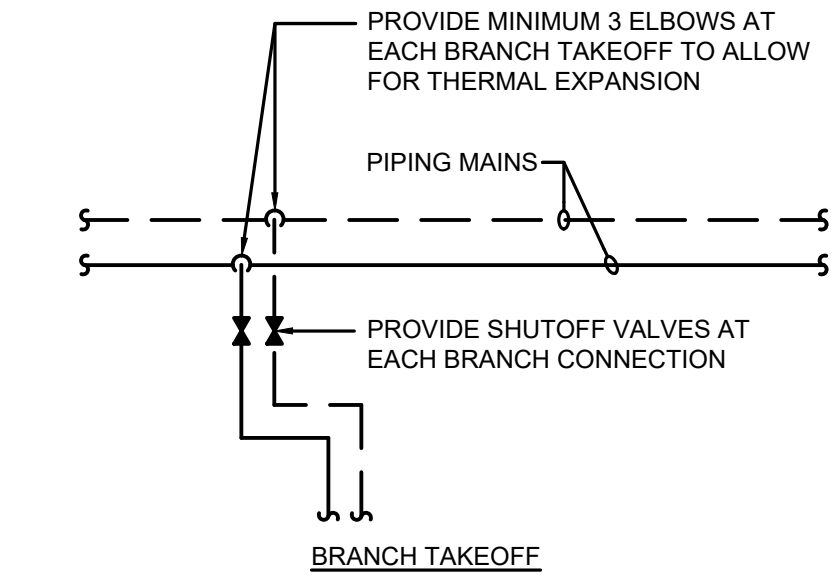 PROVIDE MINIMUM 3 ELBOWS AT
EACH BRANCH TAKEOFF TO ALLOW
FOR THERMAL EXPANSION
PIPING MAINS
PROVIDE SHUTOFF VALVES AT
EACH BRANCH CONNECTION
BRANCH TAKEOFF